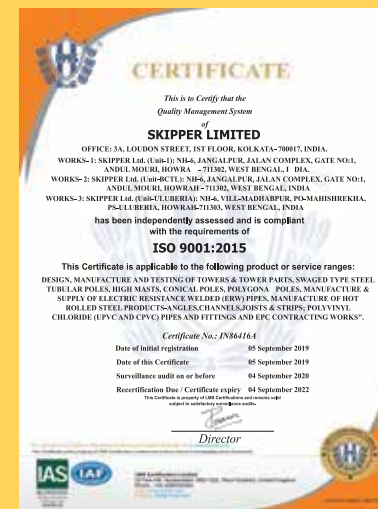 CERTIFICATE
This is to Certify that the
Quality Management System
of
SKIPPER LIMITED
OFFICE: 3A, LOUDON STREET, 1ST FLOOR, KOLKATA-700017, INDIA.
WORKS-1: SKIPPER Ltd. (Unit-1): NH-6, JANGALPUR, JALAN COMPLEX, GATE NO:1,
ANDUL MOURI, HOWRA - 711302, WEST BENGAL, I DIA.
WORKS-2: SKIPPER Ltd. (Unit-BCTL): NH-6, JANGALPUR, JALAN COMPLEX, GATE NO:1,
ANDUL MOURI, HOWRAH -711302, WEST BENGAL, INDIA
WORKS-3: SKIPPER Ltd. (Unit-ULUBERIA): NH-6, VILL-MADHABPUR, PO-MAHISHREKHA,
PS-ULUBERIA, HOWRAH-711303, WEST BENGAL, INDIA
has been independently assessed and is compliant
with the requirements of
ISO 9001:2015
This Certificate is applicable to the following product or service ranges:
DESIGN, MANUFACTURE AND TESTING OF TOWERS & TOWER PARTS, SWAGED TYPE STEEL
TUBULAR POLES, HIGH MASTS, CONICAL POLES, POLYGONA POLES, MANUFACTURE &
SUPPLY OF ELECTRIC RESISTANCE WELDED (ERW) PIPES, MANUFACTURE OF HOT
ROLLED STEEL PRODUCTS-ANGLES,CHANNELS,JOISTS & STRIPS; POLYVINYL
CHLORIDE (UPVC AND CPVC) PIPES AND FITTINGS AND EPC CONTRACTING WORKS".
Certificate No.: IN86416A
Date of initial registration 05 September 2019
Date of this Certificate 05 September 2019
Surveillance audit on or before 04 September 2020
Recertification Due / Certificate expiry 04 September 2022
This Certificate is property of LMS Certifications and remains valid
subject to satisfactory surveillance audits.
Director
IAS
IAF